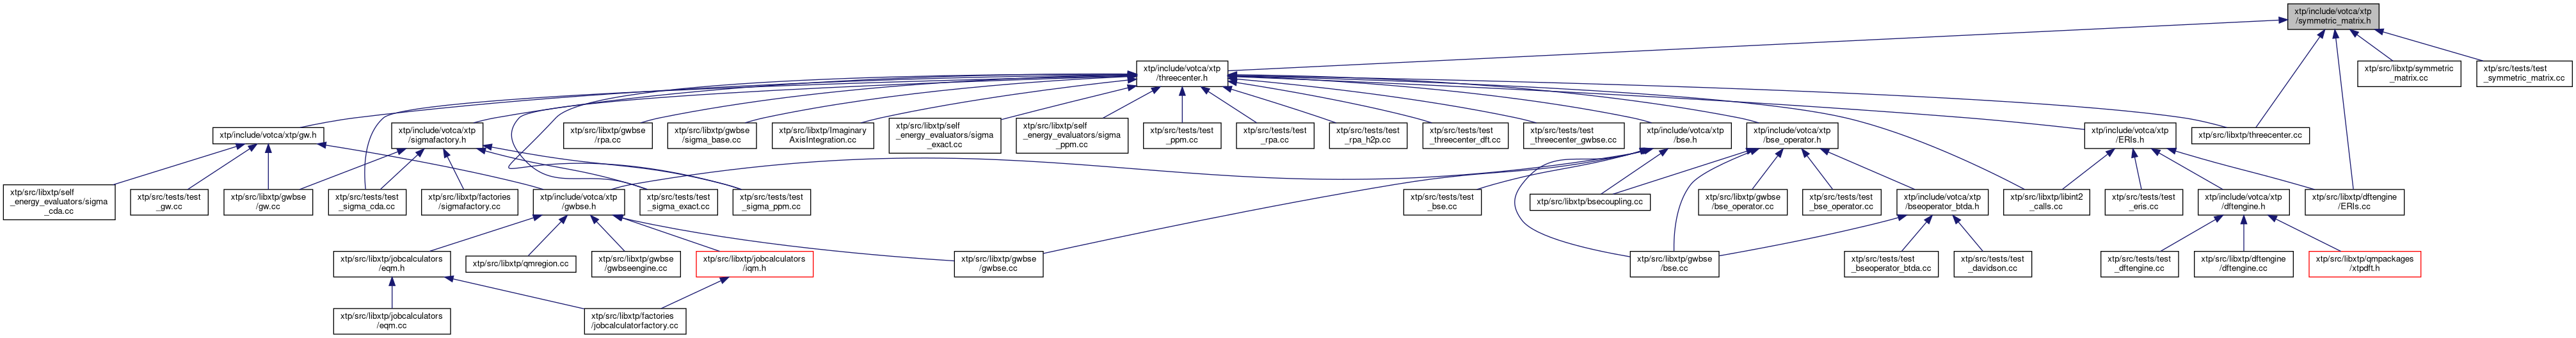 xtp/include/votca/xtp
/symmetric_matrix.h
xtp/include/votca/xtp
/threecenter.h
xtp/src/libxtp/symmetric
_matrix.cc
xtp/src/tests/test
_symmetric_matrix.cc
xtp/include/votca/xtp/gw.h
xtp/include/votca/xtp
/sigmafactory.h
xtp/src/libxtp/gwbse
/rpa.cc
xtp/src/libxtp/gwbse
/sigma_base.cc
xtp/src/libxtp/Imaginary
AxisIntegration.cc
xtp/src/libxtp/self
_energy_evaluators/sigma
_exact.cc
xtp/src/libxtp/self
_energy_evaluators/sigma
_ppm.cc
xtp/src/tests/test
_ppm.cc
xtp/src/tests/test
_rpa.cc
xtp/src/tests/test
_rpa_h2p.cc
xtp/src/tests/test
_threecenter_dft.cc
xtp/src/tests/test
_threecenter_gwbse.cc
xtp/include/votca/xtp
/bse.h
xtp/include/votca/xtp
/bse_operator.h
xtp/include/votca/xtp
/ERIs.h
xtp/src/libxtp/threecenter.cc
xtp/src/libxtp/self
_energy_evaluators/sigma
_cda.cc
xtp/src/tests/test
_gw.cc
xtp/src/libxtp/gwbse
/gw.cc
xtp/src/tests/test
_sigma_cda.cc
xtp/src/libxtp/factories
/sigmafactory.cc
xtp/include/votca/xtp
/gwbse.h
xtp/src/tests/test
_sigma_exact.cc
xtp/src/tests/test
_sigma_ppm.cc
xtp/src/tests/test
_bse.cc
xtp/src/libxtp/bsecoupling.cc
xtp/src/libxtp/gwbse
/bse_operator.cc
xtp/src/tests/test
_bse_operator.cc
xtp/include/votca/xtp
/bseoperator_btda.h
xtp/src/libxtp/libint2
_calls.cc
xtp/src/tests/test
_eris.cc
xtp/include/votca/xtp
/dftengine.h
xtp/src/libxtp/dftengine
/ERIs.cc
xtp/src/libxtp/jobcalculators
/eqm.h
xtp/src/libxtp/qmregion.cc
xtp/src/libxtp/gwbse
/gwbseengine.cc
xtp/src/libxtp/jobcalculators
/iqm.h
xtp/src/libxtp/gwbse
/gwbse.cc
xtp/src/libxtp/gwbse
/bse.cc
xtp/src/tests/test
_bseoperator_btda.cc
xtp/src/tests/test
_davidson.cc
xtp/src/tests/test
_dftengine.cc
xtp/src/libxtp/dftengine
/dftengine.cc
xtp/src/libxtp/qmpackages
/xtpdft.h
xtp/src/libxtp/jobcalculators
/eqm.cc
xtp/src/libxtp/factories
/jobcalculatorfactory.cc